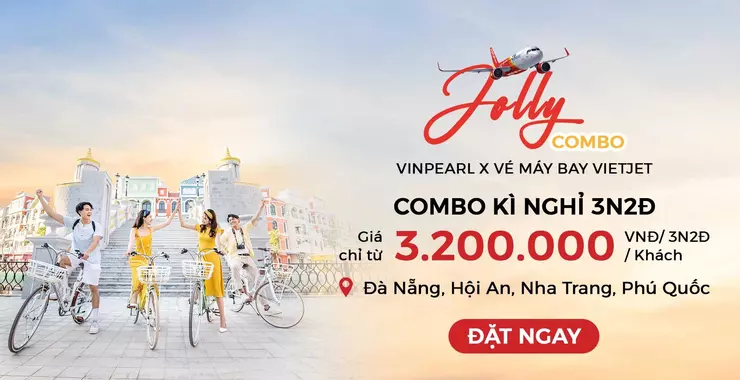 Jolly
COMBO
VINPEARL X VÉ MÁY BAY VIETJET
COMBO KÌ NGHỈ 3N2Đ
Giá chỉ từ 3.200.000 VNĐ/ 3N2Đ / Khách
Đà Nẵng, Hội An, Nha Trang, Phú Quốc
ĐẶT NGAY